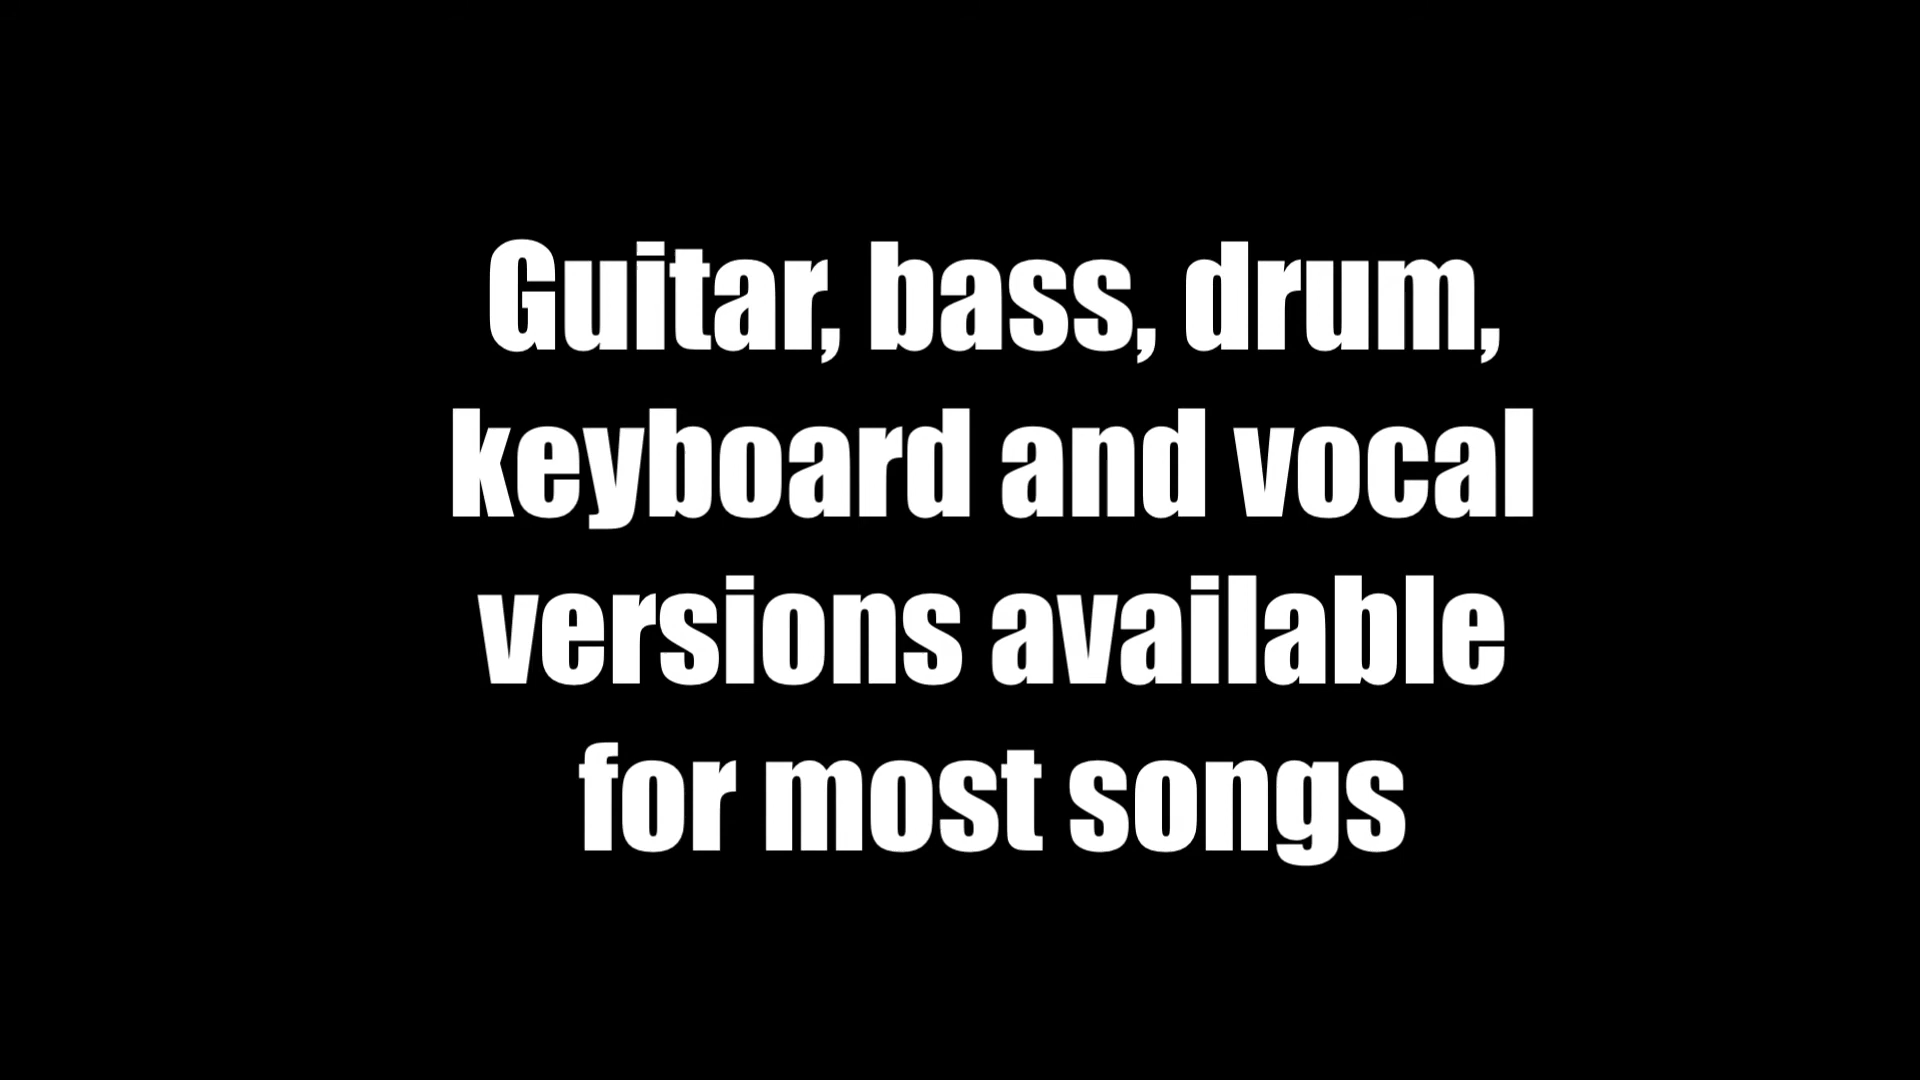 Guitar, bass, drum,
keyboard and vocal
versions available
for most songs